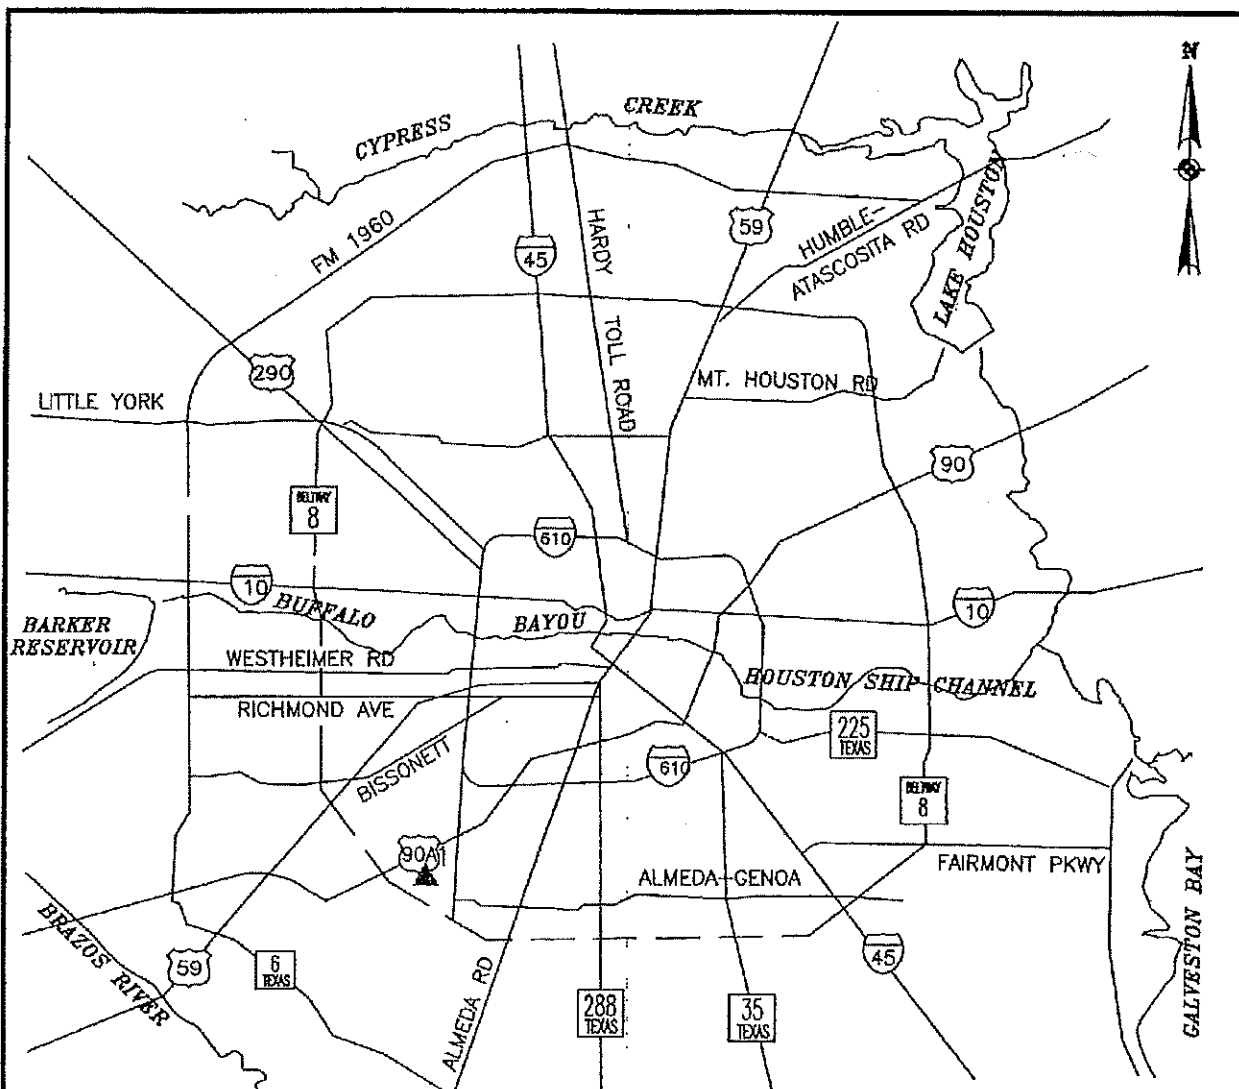 N
CYPRESS
CREEK
FM 1960
45
HARDY
TOLL ROAD
59
HUMBLE-
ATASCOSITA RD
LAKE HOUSTON
290
MT. HOUSTON RD
LITTLE YORK
90
BELTWAY
8
610
10
BUFFALO
BAYOU
10
BARKER
RESERVOIR
WESTHEIMER RD
HOUSTON SHIP CHANNEL
RICHMOND AVE
225
TEXAS
BISSONETT
610
BELTWAY
8
90A
1
ALMEDA-GENOA
FAIRMONT PKWY
BRAZOS RIVER
GALVESTON BAY
59
6
TEXAS
ALMEDA RD
45
288
TEXAS
35
TEXAS